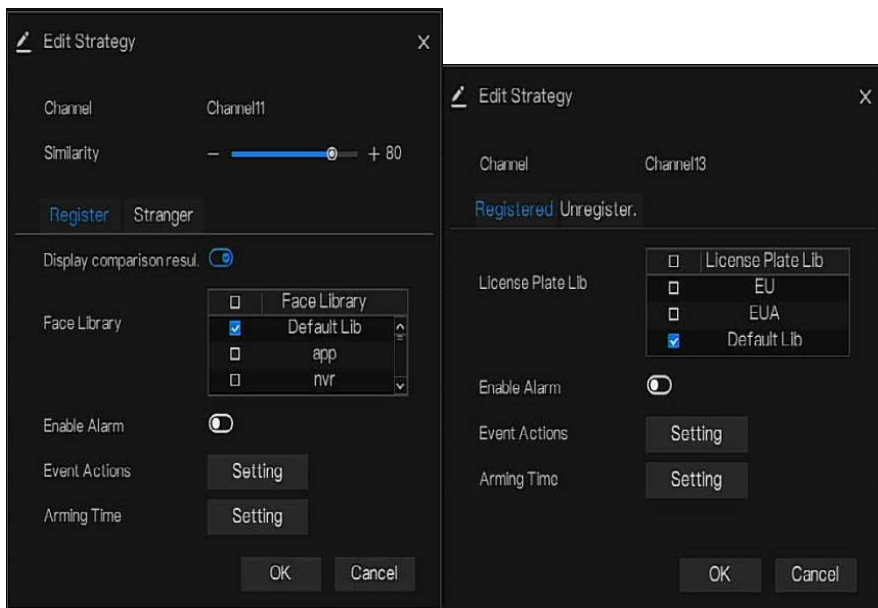 Edit Strategy X
Channel Channel11
Similarity − + 80
Register Stranger
Display comparison resul.
Face Library
Face Library
Default Lib
app
nvr
Enable Alarm
Event Actions Setting
Arming Time Setting
OK Cancel
Edit Strategy X
Channel Channel13
Registered Unregister.
License Plate Lib
License Plate Lib
EU
EUA
Default Lib
Enable Alarm
Event Actions Setting
Arming Time Setting
OK Cancel